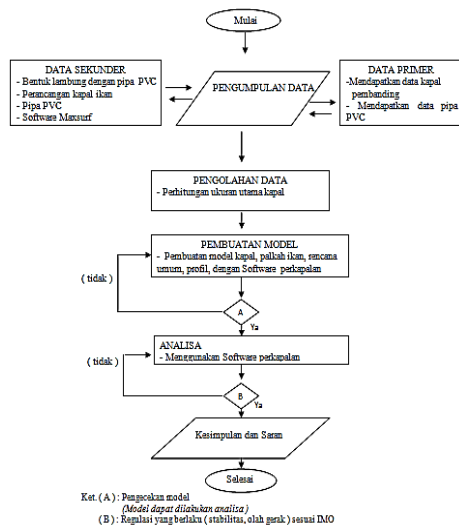 Mulai
DATA SEKUNDER
- Bentuk lambung dengan pipa PVC
- Perancangan kapal ikan
- Pipa PVC
- Software Maxsurf
PENGUMPULAN DATA
DATA PRIMER
-Mendapatkan data kapal
pembanding
- Mendapatkan data pipa
PVC
PENGOLAHAN DATA
- Perhitungan ukuran utama kapal
PEMBUATAN MODEL
- Pembuatan model kapal, palkah ikan, rencana
umum, profil, dengan Software perkapalan
( tidak )
A
Ya
ANALISA
- Menggunakan Software perkapalan
( tidak )
B
Ya
Kesimpulan dan Saran
Selesai
Ket. ( A ) : Pengecekan model
(Model dapat dilakukan analisa )
( B ) : Regulasi yang berlaku ( stabilitas, olah gerak ) sesuai IMO